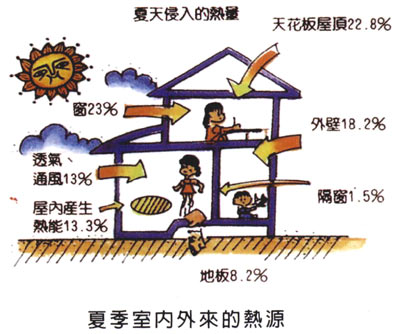 夏天侵入的熱量
天花板屋頂22.8%
窗23%
外壁18.2%
透氣、
通風13%
隔窗1.5%
屋內產生
熱能13.3%
地板8.2%
夏季室内外來的熱源